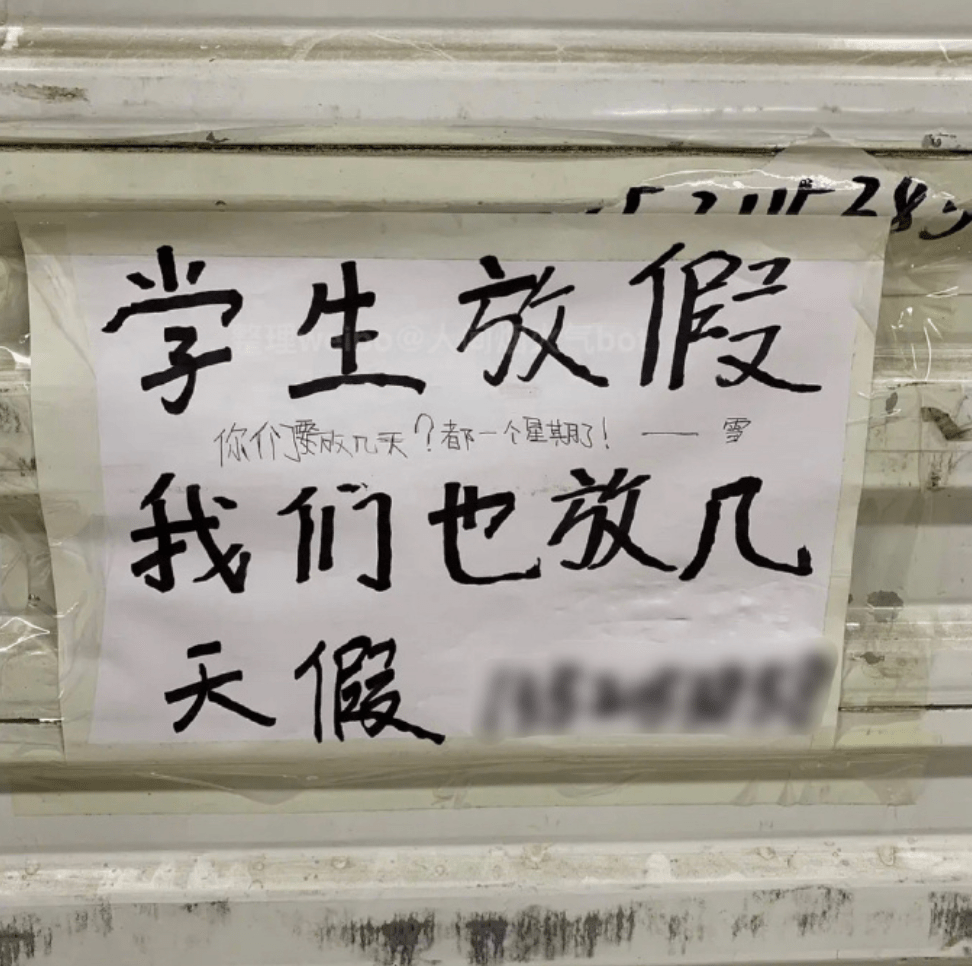 学生放假
你们要放几天?都一个星期了! —— 雪
我们也放几
天假